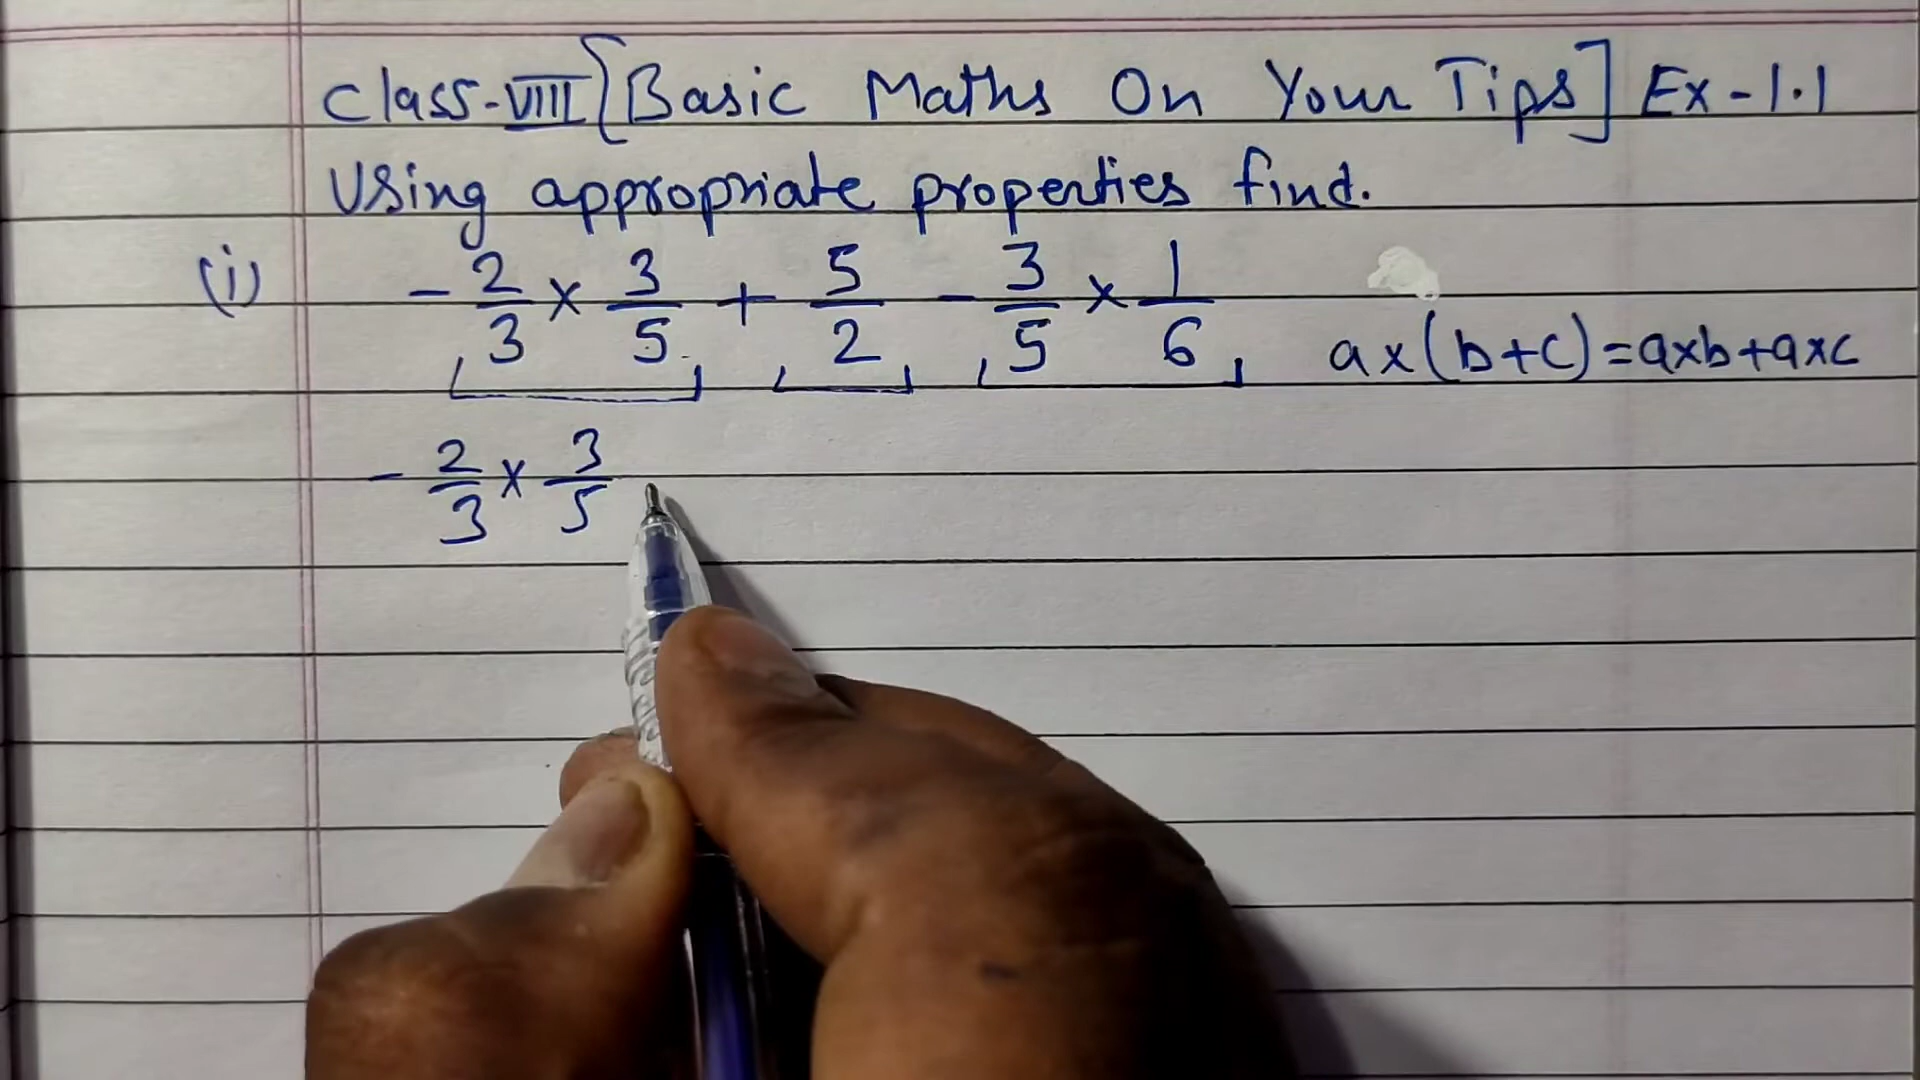 Class-VIII [Basic Maths On Your Tips] Ex-1.1
Using appropriate properties find.
(i) -2/3 × 3/5 + 5/2 - 3/5 × 1/6 a×(b+c)=a×b+a×c
-2/3 × 3/5